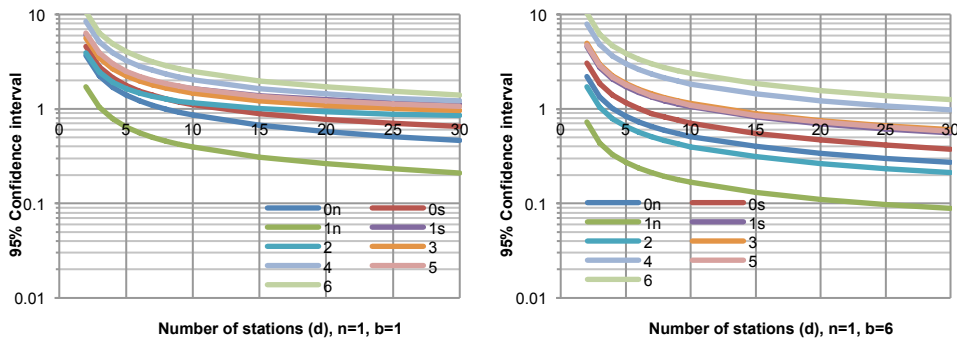 95% Confidence interval
10
1
0.1
0.01
0 5 10 15 20 25 30
0n 0s
1n 1s
2 3
4 5
6
Number of stations (d), n=1, b=1
95% Confidence interval
10
1
0.1
0.01
0 5 10 15 20 25 30
0n 0s
1n 1s
2 3
4 5
6
Number of stations (d), n=1, b=6